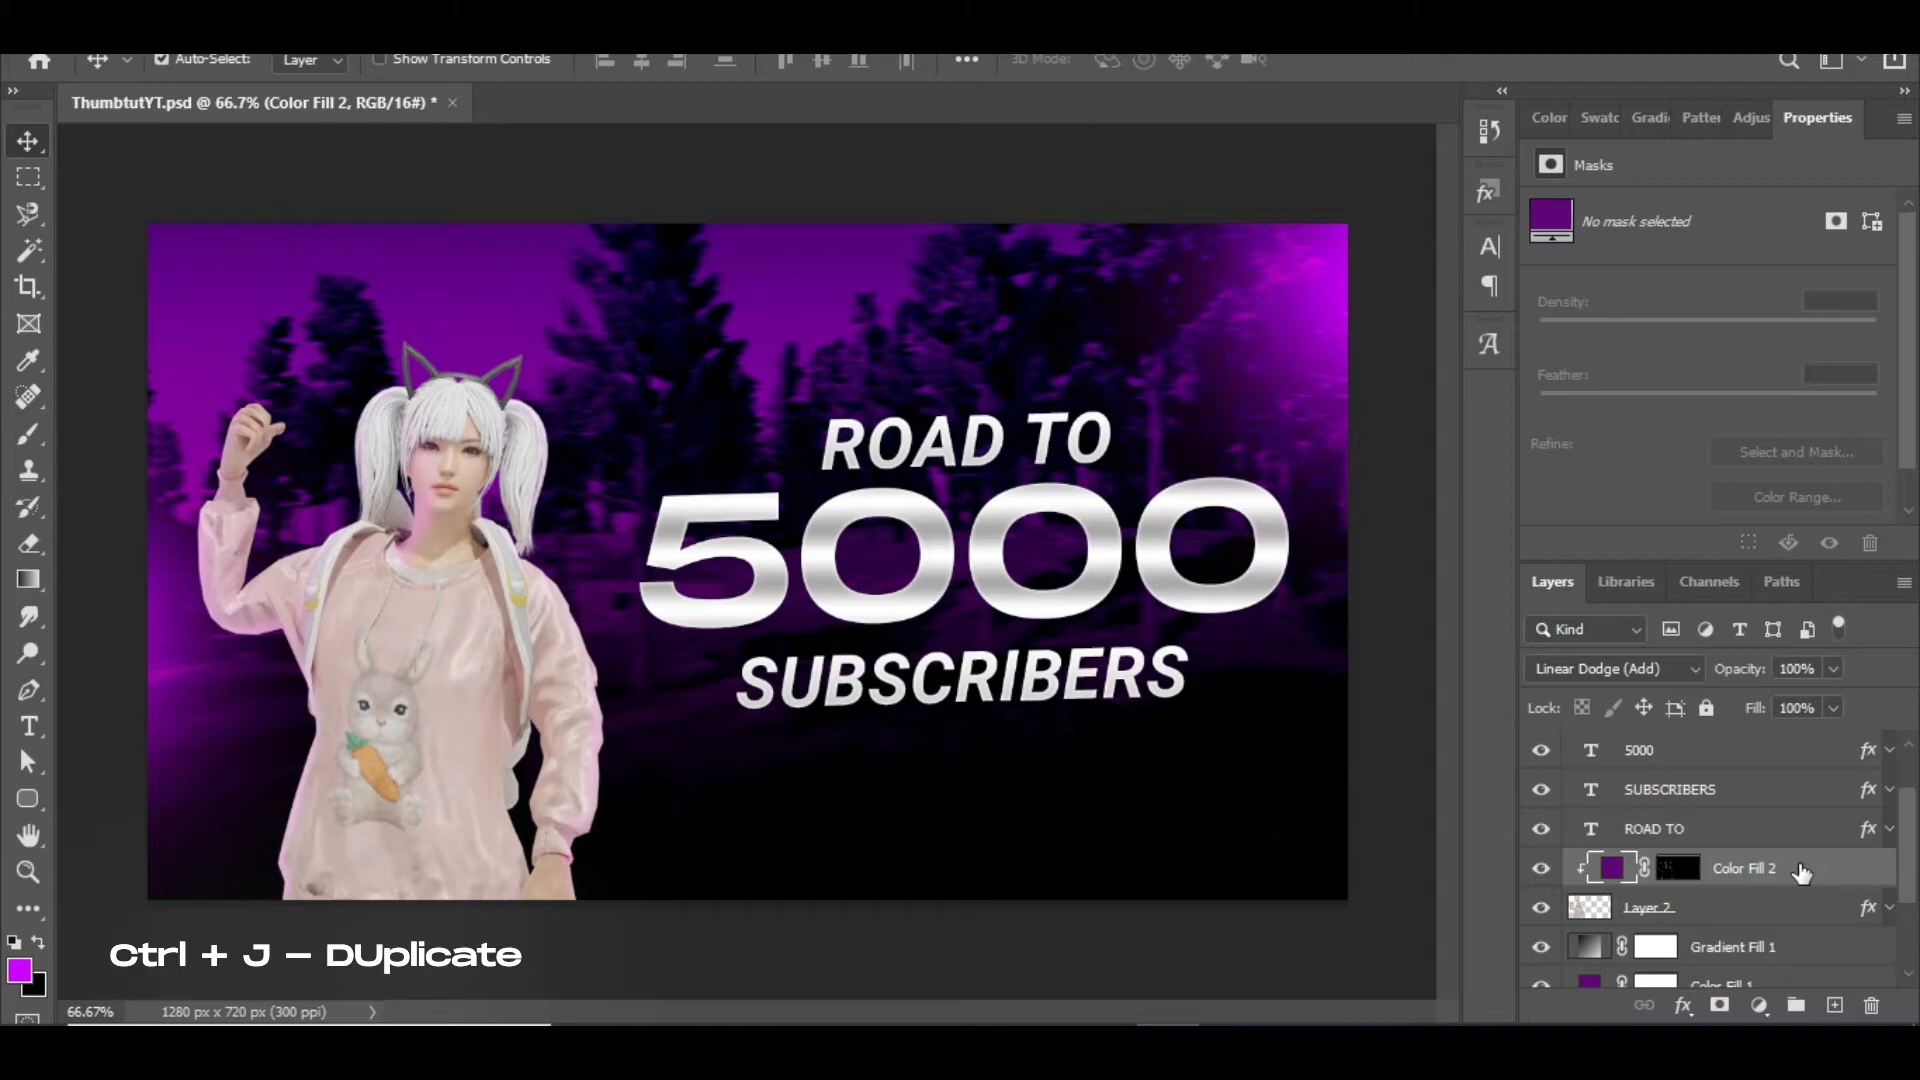 Auto-Select: Layer Show Transform Controls 3D Mode:
ThumbtutYT.psd @ 66.7% (Color Fill 2, RGB/16#) *
Color Swatc Gradi Patter Adjus Properties
Masks
No mask selected
Density:
Feather:
Refine: Select and Mask...
Color Range...
ROAD TO
5000
SUBSCRIBERS
Layers Libraries Channels Paths
Kind
Linear Dodge (Add) Opacity: 100%
Lock: Fill: 100%
5000 fx
SUBSCRIBERS fx
ROAD TO fx
Color Fill 2
Layer 2 fx
Gradient Fill 1
Color Fill 1
Ctrl + J – DUplicate
66.67% 1280 px x 720 px (300 ppi)